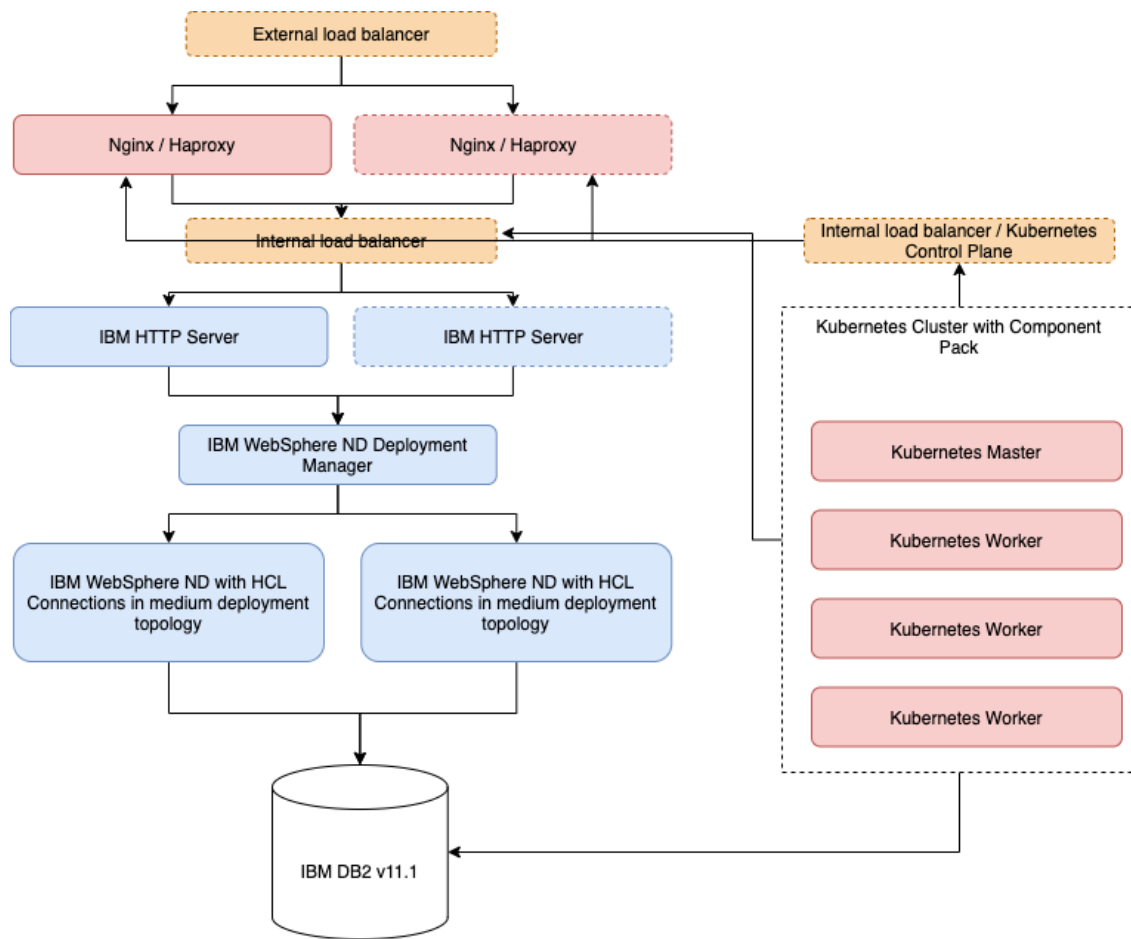 External load balancer
Nginx / Haproxy
Nginx / Haproxy
Internal load balancer
Internal load balancer / Kubernetes
Control Plane
IBM HTTP Server
IBM HTTP Server
Kubernetes Cluster with Component
Pack
IBM WebSphere ND Deployment
Manager
Kubernetes Master
Kubernetes Worker
Kubernetes Worker
Kubernetes Worker
IBM WebSphere ND with HCL
Connections in medium deployment
topology
IBM WebSphere ND with HCL
Connections in medium deployment
topology
IBM DB2 v11.1